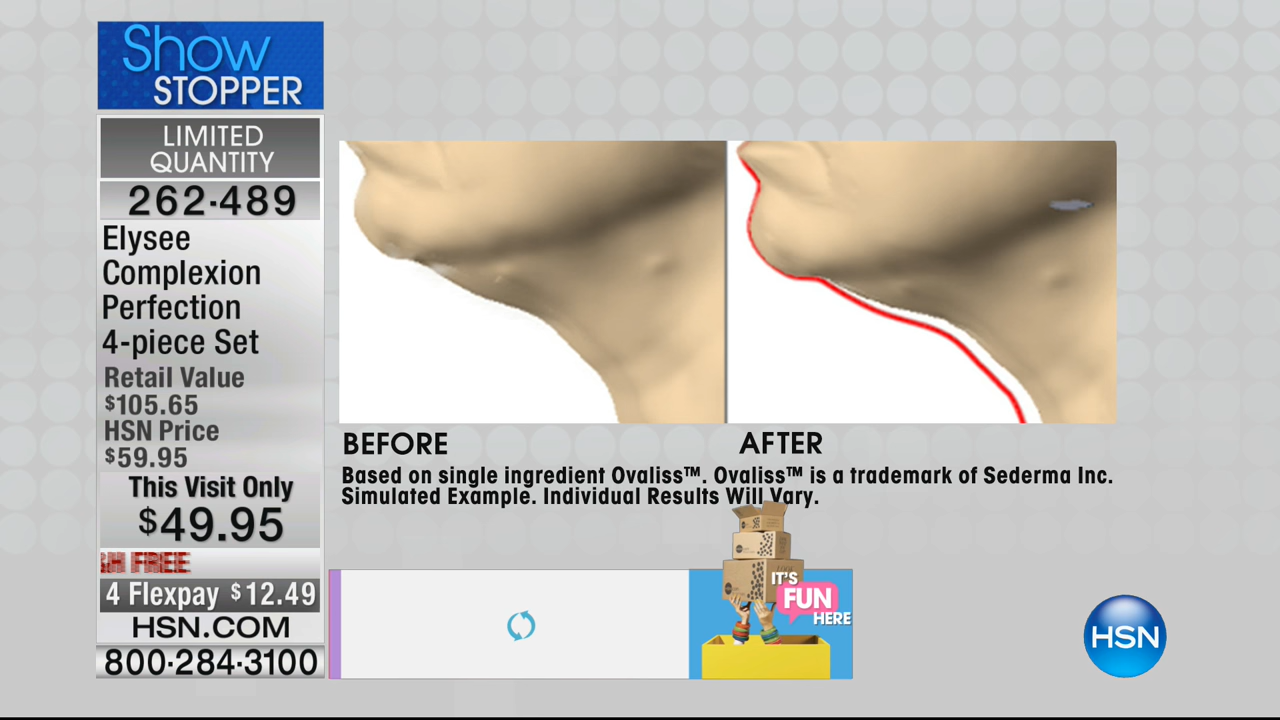 Show
STOPPER
LIMITED
QUANTITY
262·489
Elysee
Complexion
Perfection
4-piece Set
Retail Value
$105.65
HSN Price
$59.95
This Visit Only
$49.95
FREE
4 Flexpay $12.49
HSN.COM
800·284·3100
BEFORE
AFTER
Based on single ingredient Ovaliss™. Ovaliss™ is a trademark of Sederma Inc.
Simulated Example. Individual Results Will Vary.
IT'S
FUN
HERE
HSN